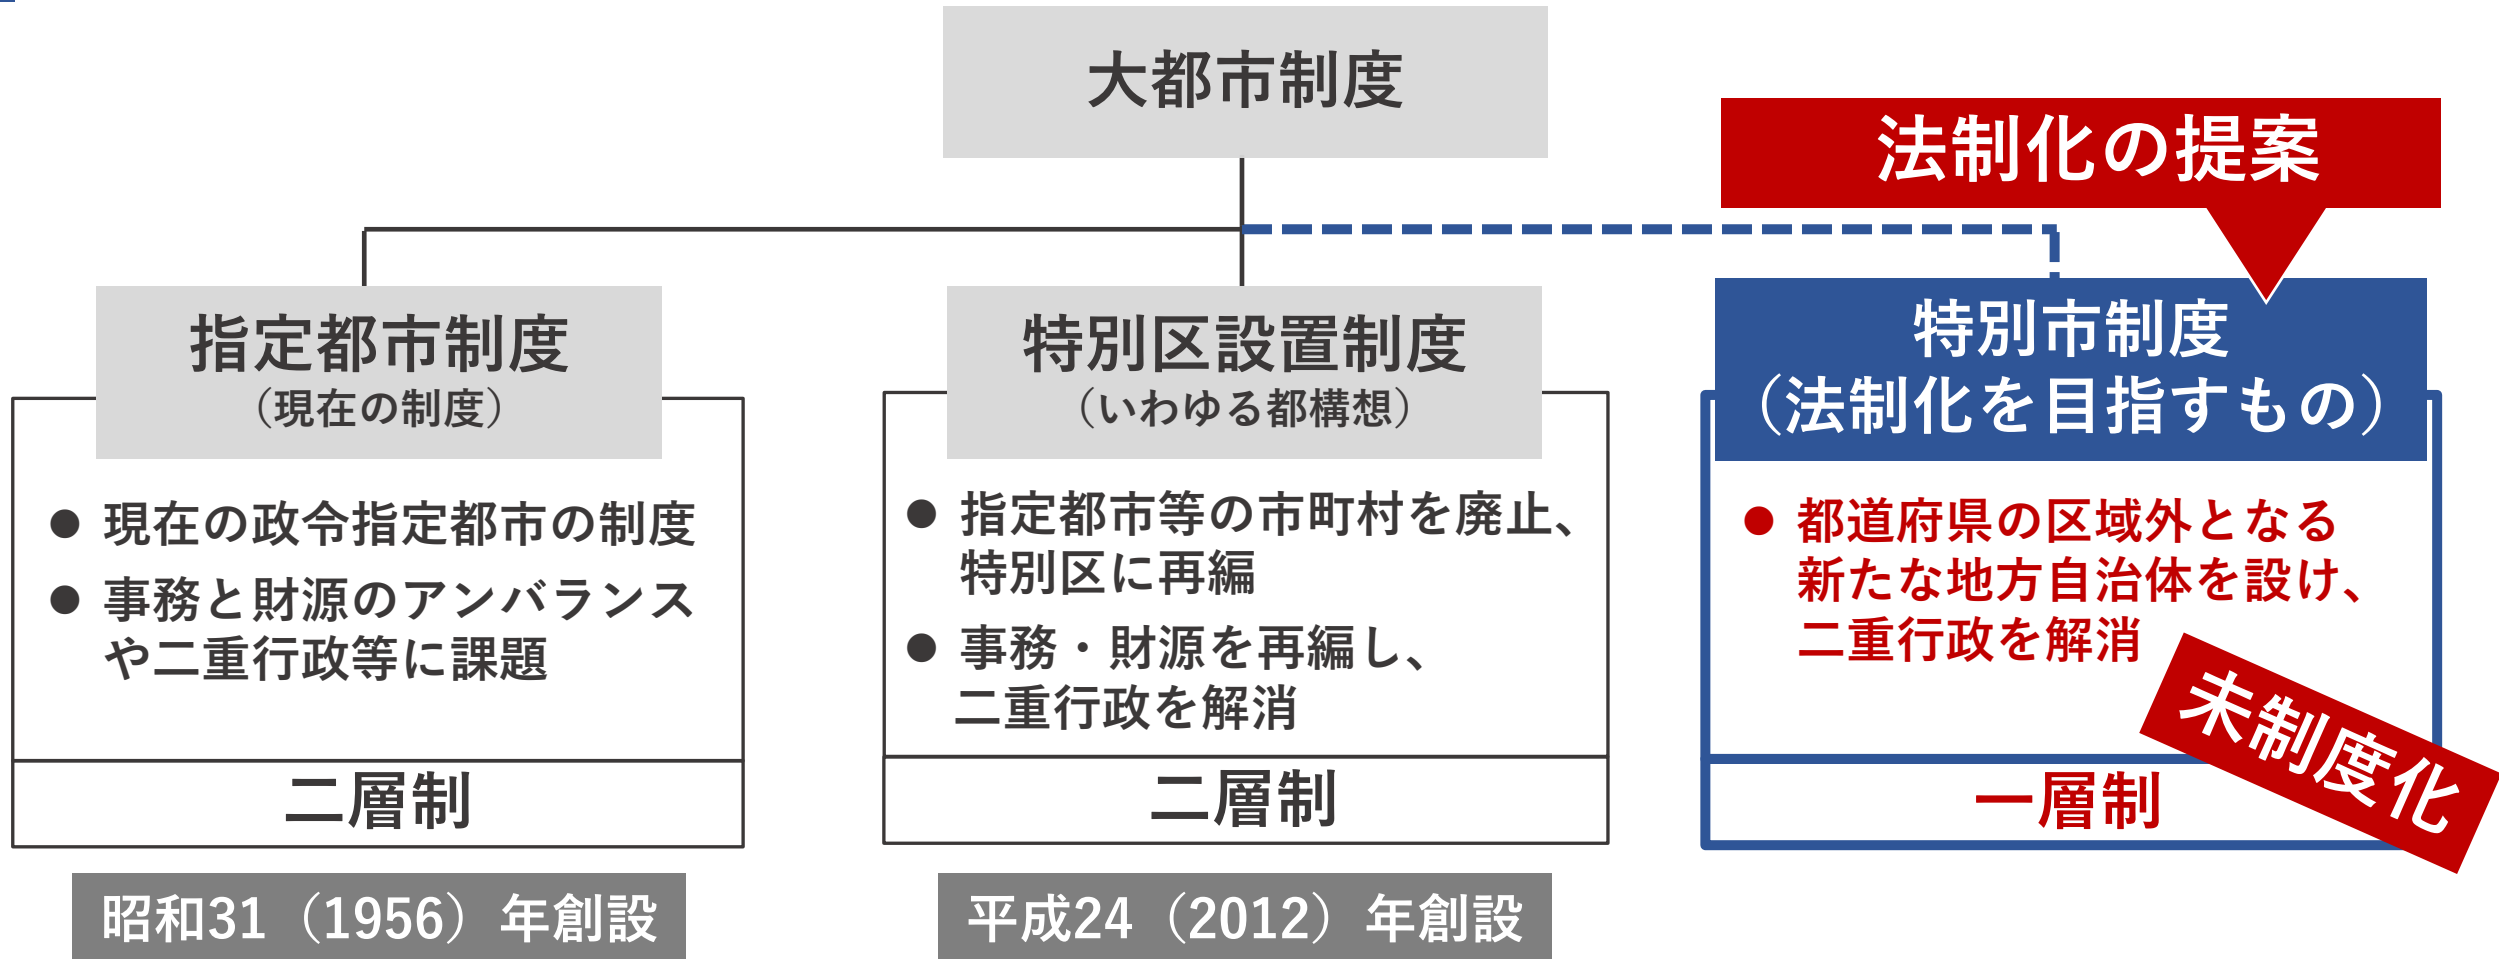 大都市制度
法制化の提案
指定都市制度
（現在の制度）
● 現在の政令指定都市の制度
● 事務と財源のアンバランス
や二重行政等に課題
二層制
昭和31（1956）年創設
特別区設置制度
（いわゆる都構想）
● 指定都市等の市町村を廃止、
特別区に再編
● 事務・財源を再編し、
二重行政を解消
二層制
平成24（2012）年創設
特別市制度
（法制化を目指すもの）
● 都道府県の区域外となる
新たな地方自治体を設け、
二重行政を解消
未制度化
一層制